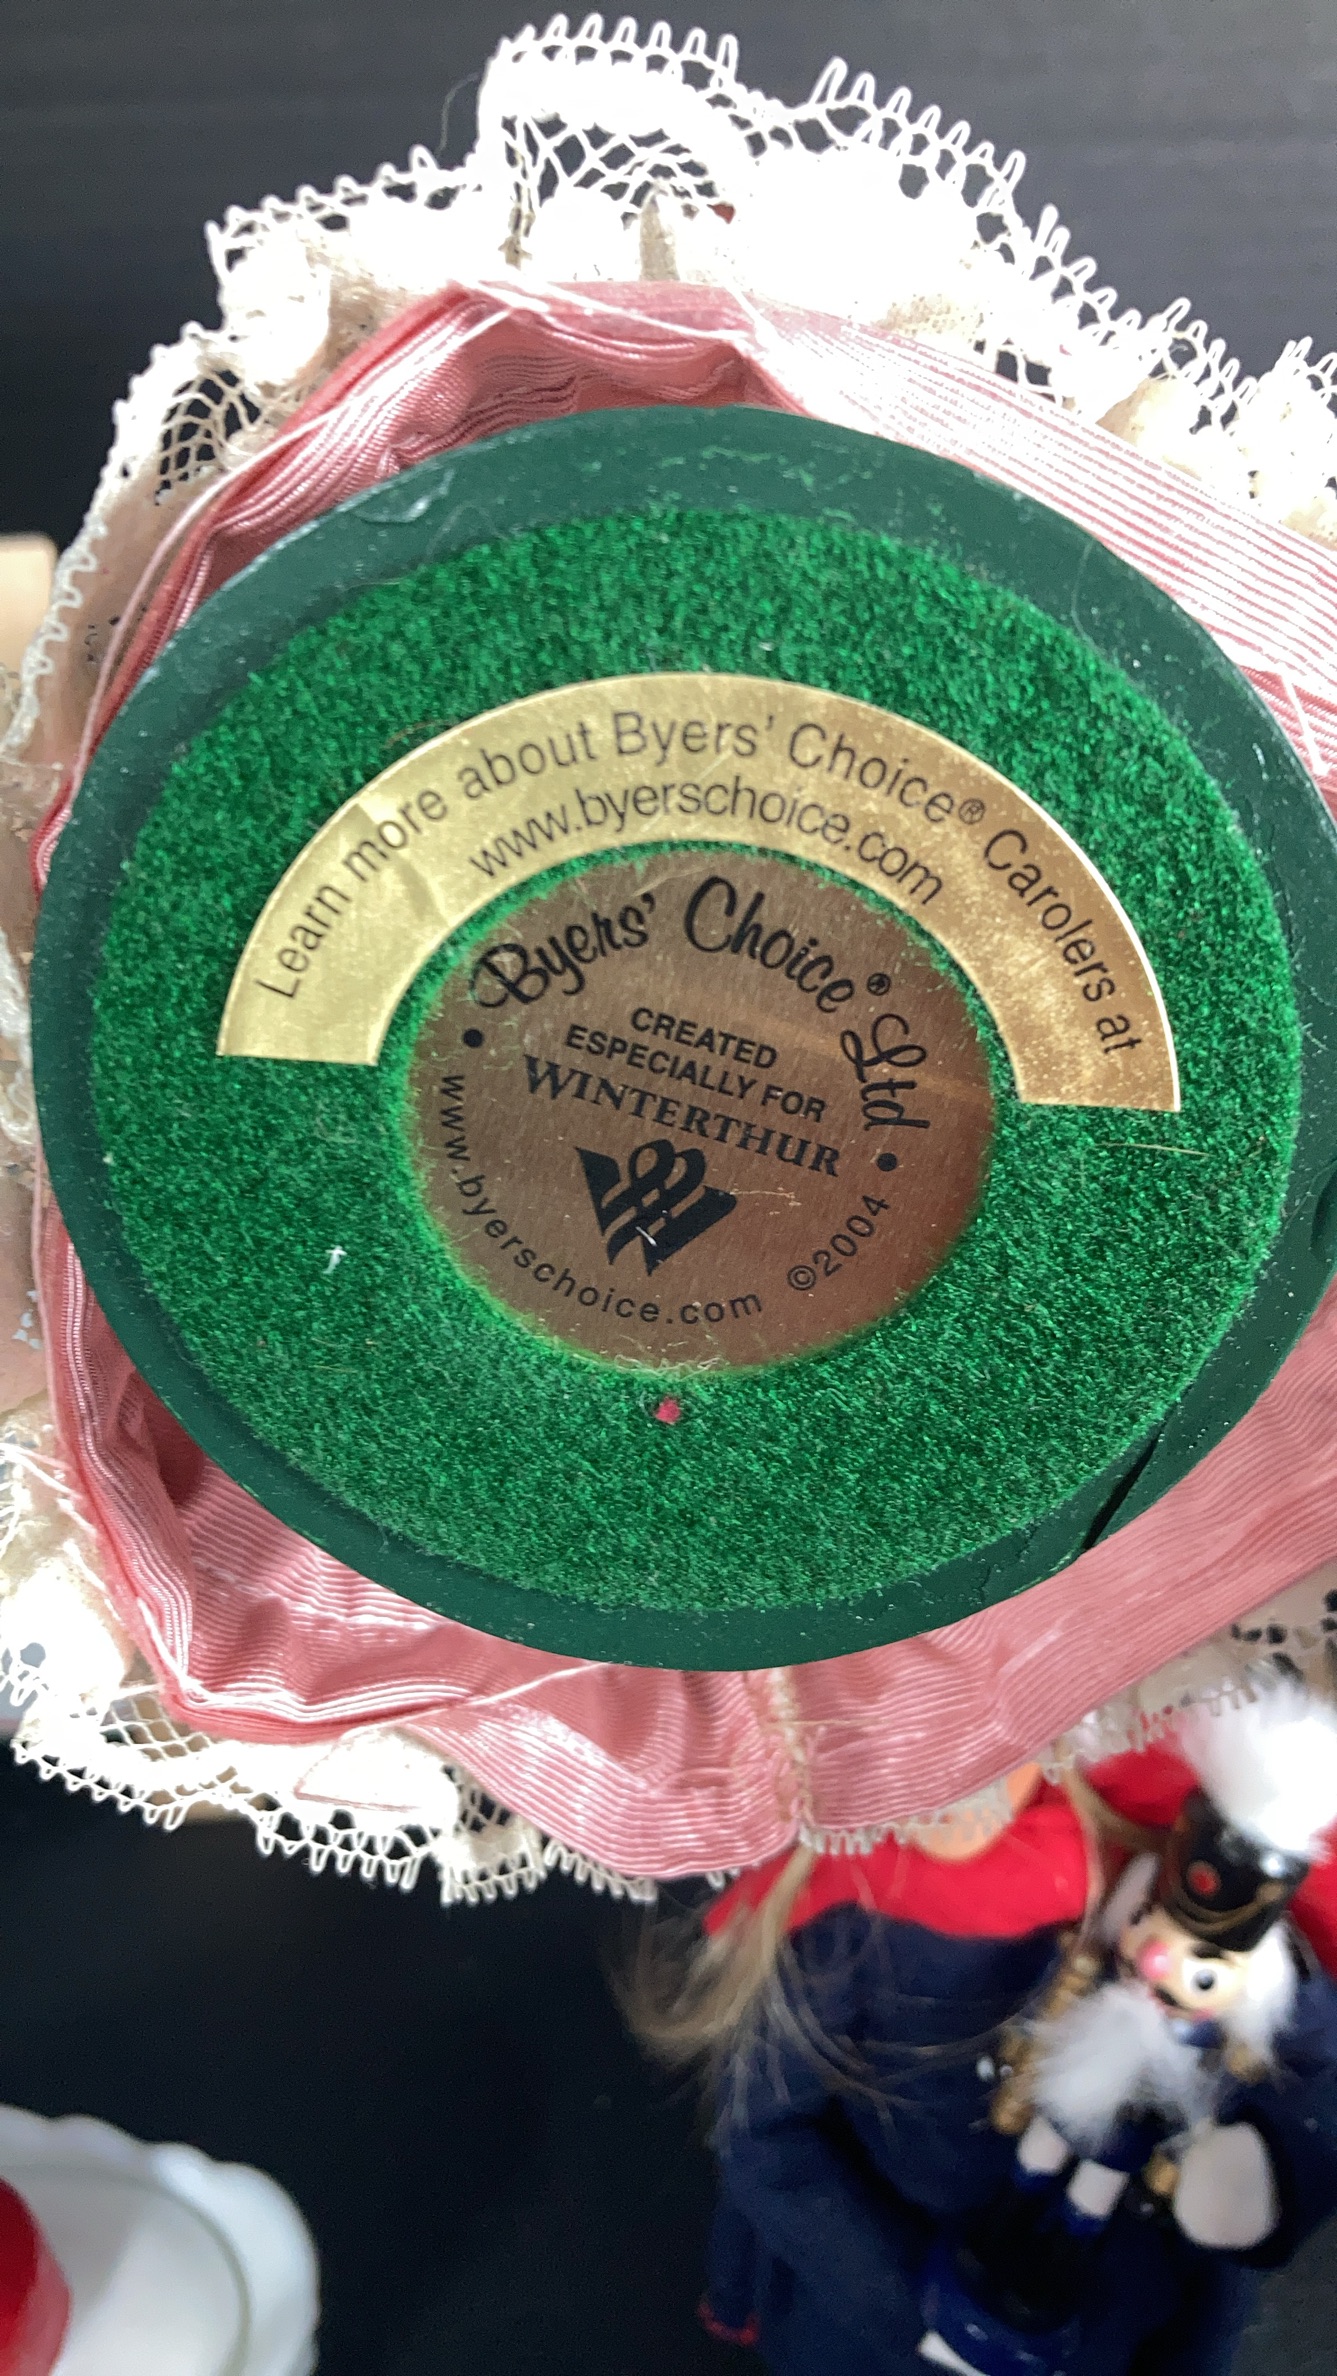 Learn more about Byers' Choice® Carolers at
www.byerschoice.com
Byers' Choice® Ltd
CREATED
ESPECIALLY FOR
WINTERTHUR
www.byerschoice.com ©2004